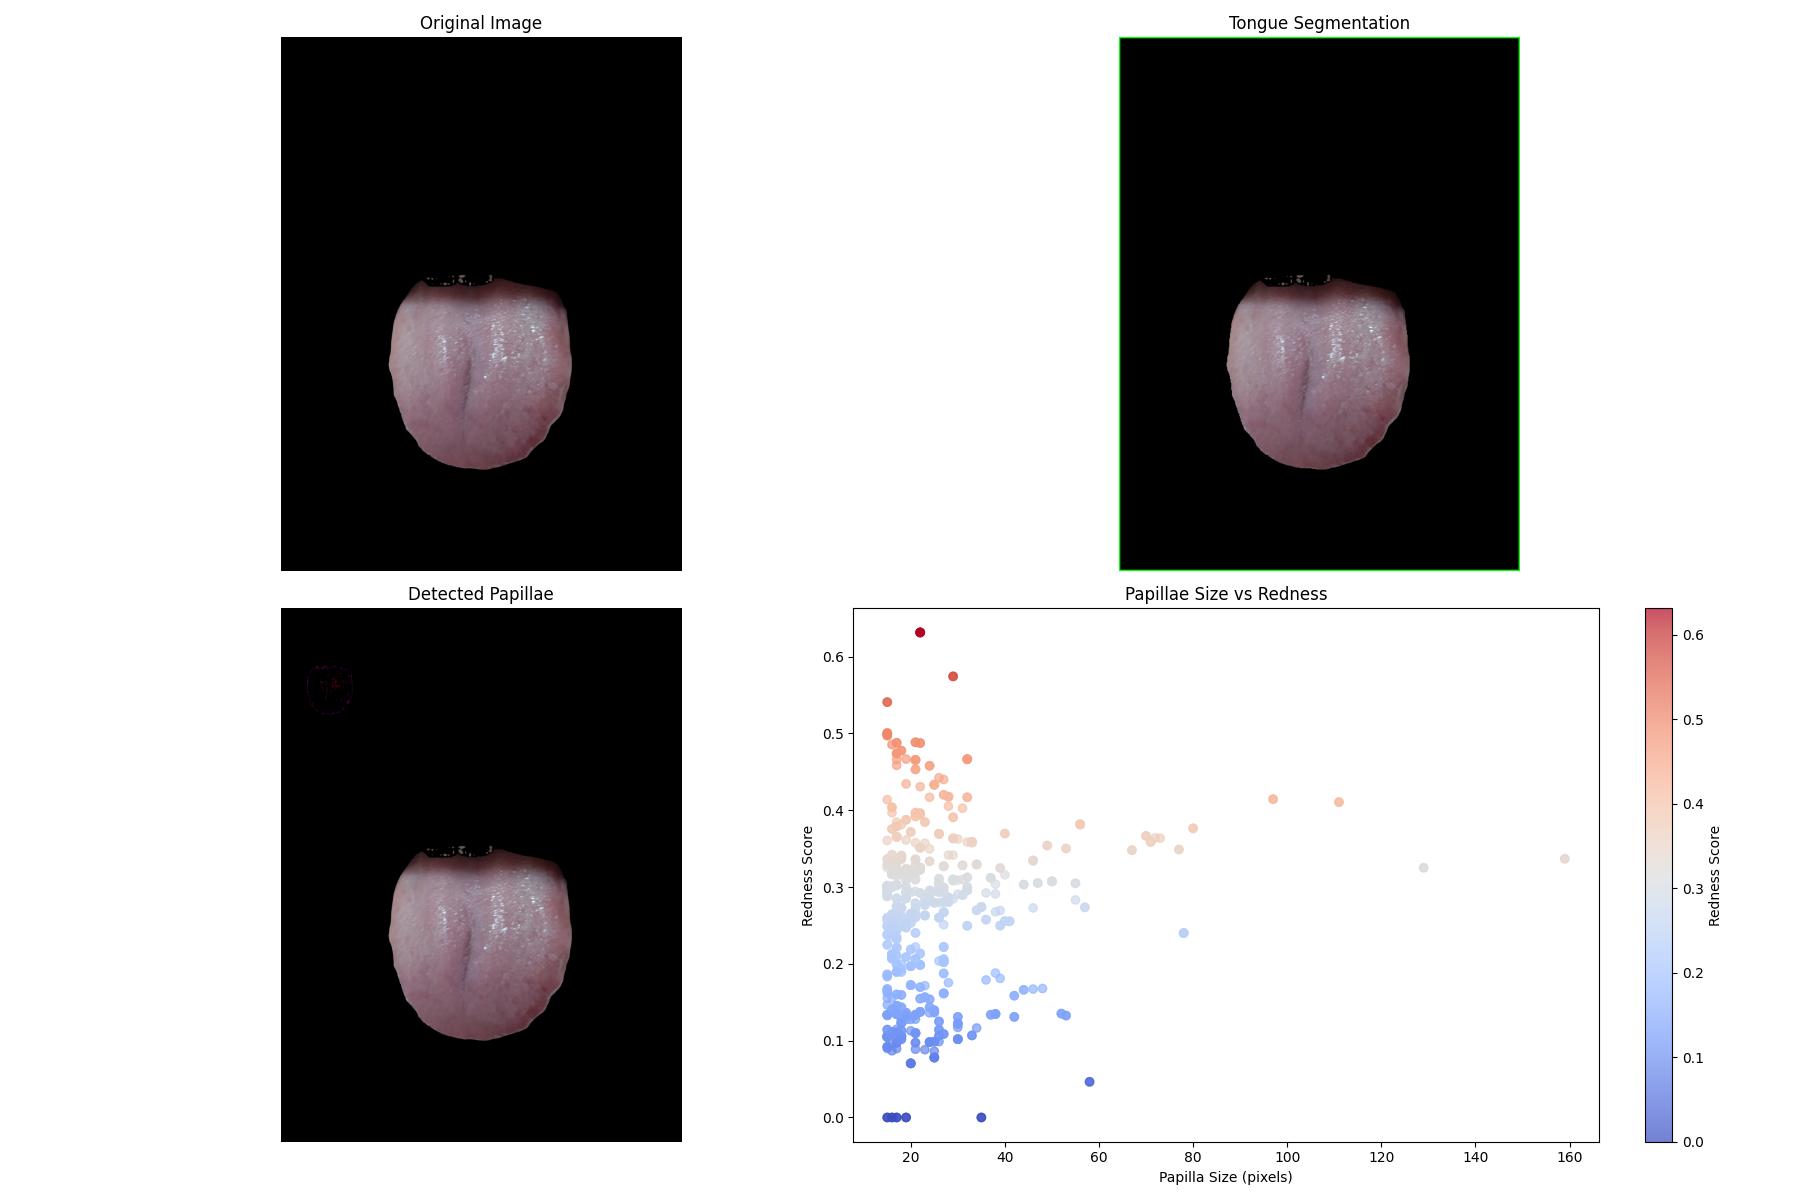 Original Image
Tongue Segmentation
Detected Papillae
Papillae Size vs Redness
Redness Score
0.6
0.5
0.4
0.3
0.2
0.1
0.0
20 40 60 80 100 120 140 160
Papilla Size (pixels)
0.6
0.5
0.4
0.3
0.2
0.1
0.0
Redness Score